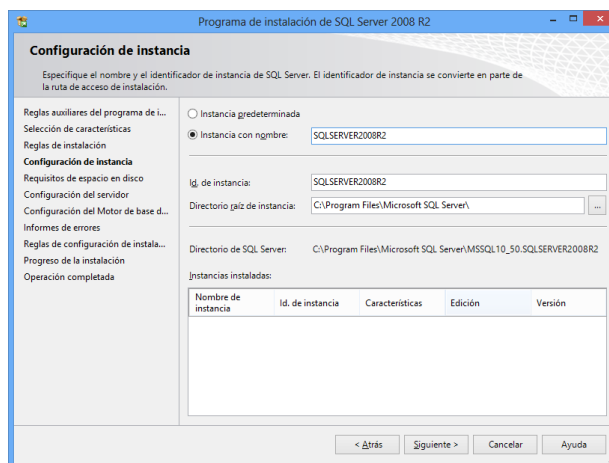 Programa de instalación de SQL Server 2008 R2
Configuración de instancia
Especifique el nombre y el identificador de instancia de SQL Server. El identificador de instancia se convierte en parte de
la ruta de acceso de instalación.
Reglas auxiliares del programa de i...
Selección de características
Reglas de instalación
Configuración de instancia
Requisitos de espacio en disco
Configuración del servidor
Configuración del Motor de base d...
Informes de errores
Reglas de configuración de instala...
Progreso de la instalación
Operación completada
Instancia predeterminada
Instancia con nombre: SQLSERVER2008R2
Id. de instancia: SQLSERVER2008R2
Directorio raíz de instancia: C:\Program Files\Microsoft SQL Server\ ...
Directorio de SQL Server: C:\Program Files\Microsoft SQL Server\MSSQL10_50.SQLSERVER2008R2
Instancias instaladas:
Nombre de instancia Id. de instancia Características Edición Versión
< Atrás Siguiente > Cancelar Ayuda